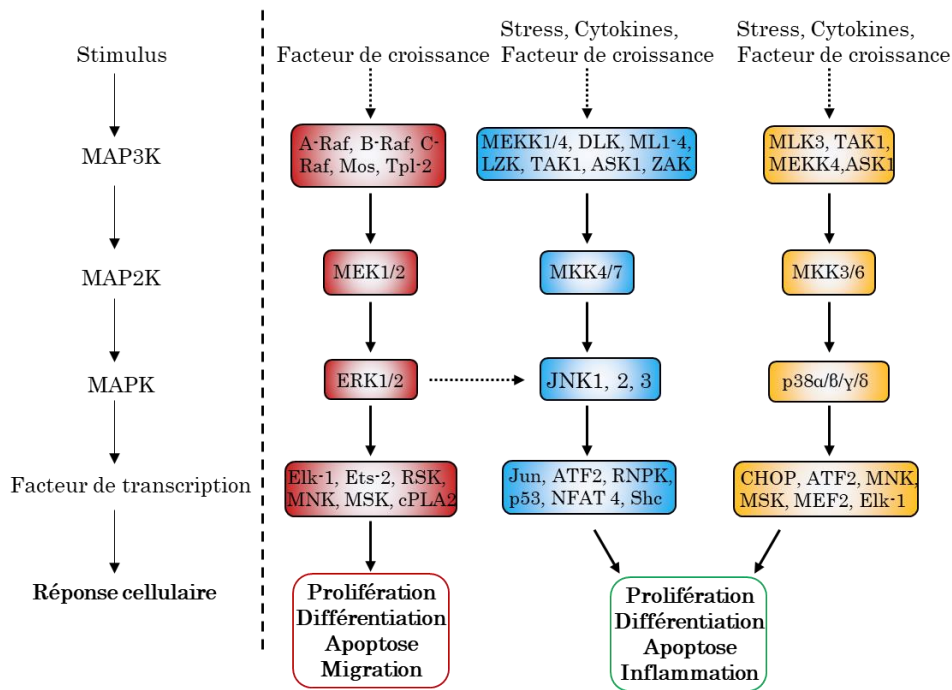 Stimulus
MAP3K
MAP2K
MAPK
Facteur de transcription
Réponse cellulaire
Facteur de croissance
A-Raf, B-Raf, C-
Raf, Mos, Tpl-2
MEK1/2
ERK1/2
Elk-1, Ets-2, RSK,
MNK, MSK, cPLA2
Prolifération
Différentiation
Apoptose
Migration
Stress, Cytokines,
Facteur de croissance
MEKK1/4, DLK, ML1-4,
LZK, TAK1, ASK1, ZAK
MKK4/7
JNK1, 2, 3
Jun, ATF2, RNPK,
p53, NFAT 4, Shc
Stress, Cytokines,
Facteur de croissance
MLK3, TAK1,
MEKK4,ASK1
MKK3/6
p38α/β/γ/δ
CHOP, ATF2, MNK,
MSK, MEF2, Elk-1
Prolifération
Différentiation
Apoptose
Inflammation